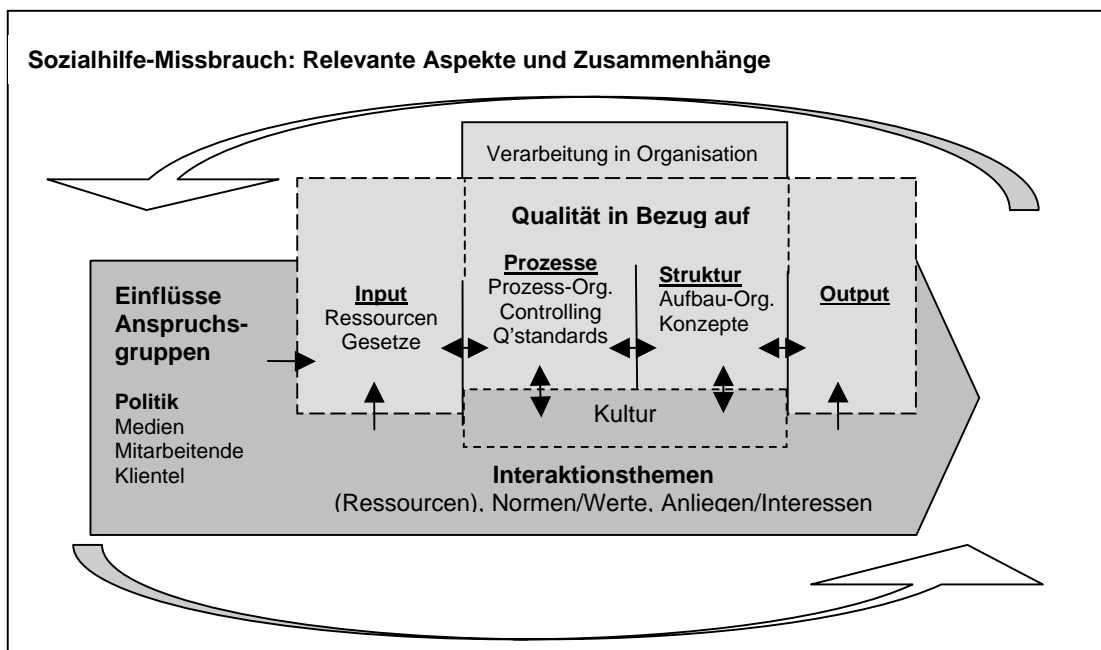 Sozialhilfe-Missbrauch: Relevante Aspekte und Zusammenhänge
Verarbeitung in Organisation
Qualität in Bezug auf
Einflüsse
Anspruchs-
gruppen
Politik
Medien
Mitarbeitende
Klientel
Input
Ressourcen
Gesetze
Prozesse
Prozess-Org.
Controlling
Q'standards
Struktur
Aufbau-Org.
Konzepte
Output
Kultur
Interaktionsthemen
(Ressourcen), Normen/Werte, Anliegen/Interessen